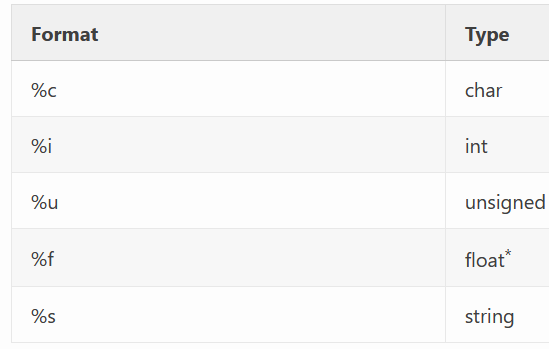 Format Type
%c char
%i int
%u unsigned
%f float*
%s string